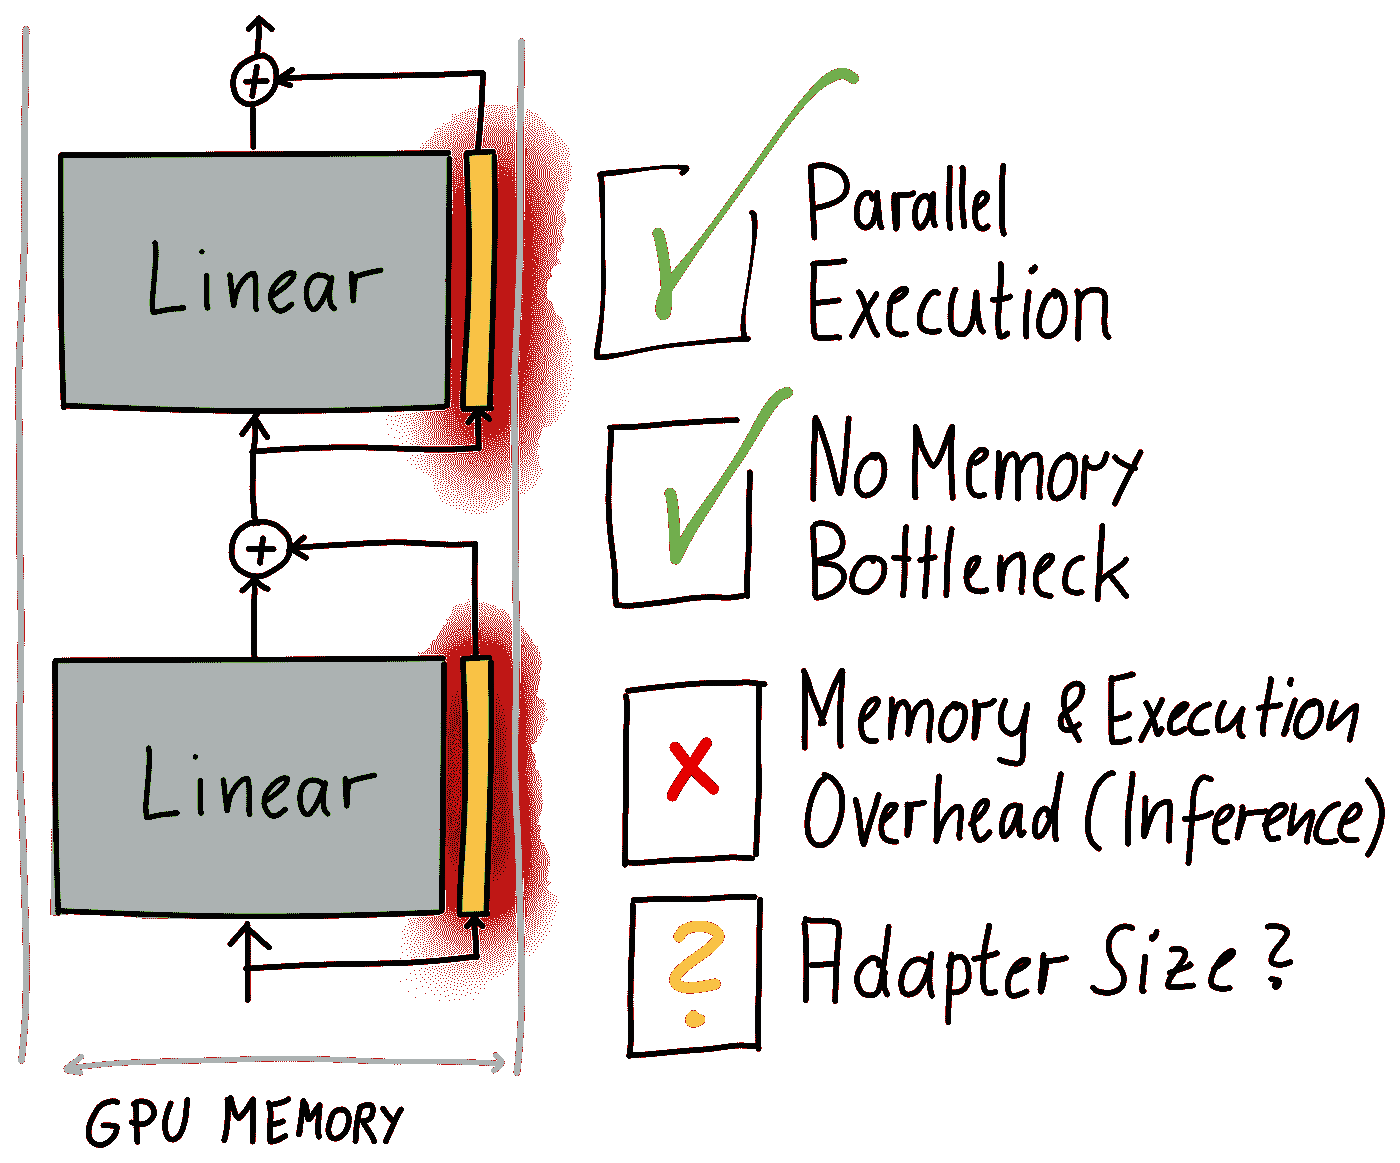 Linear
Linear
GPU MEMORY
Parallel
Execution
No Memory
Bottleneck
Memory & Execution
Overhead (Inference)
Adapter Size ?